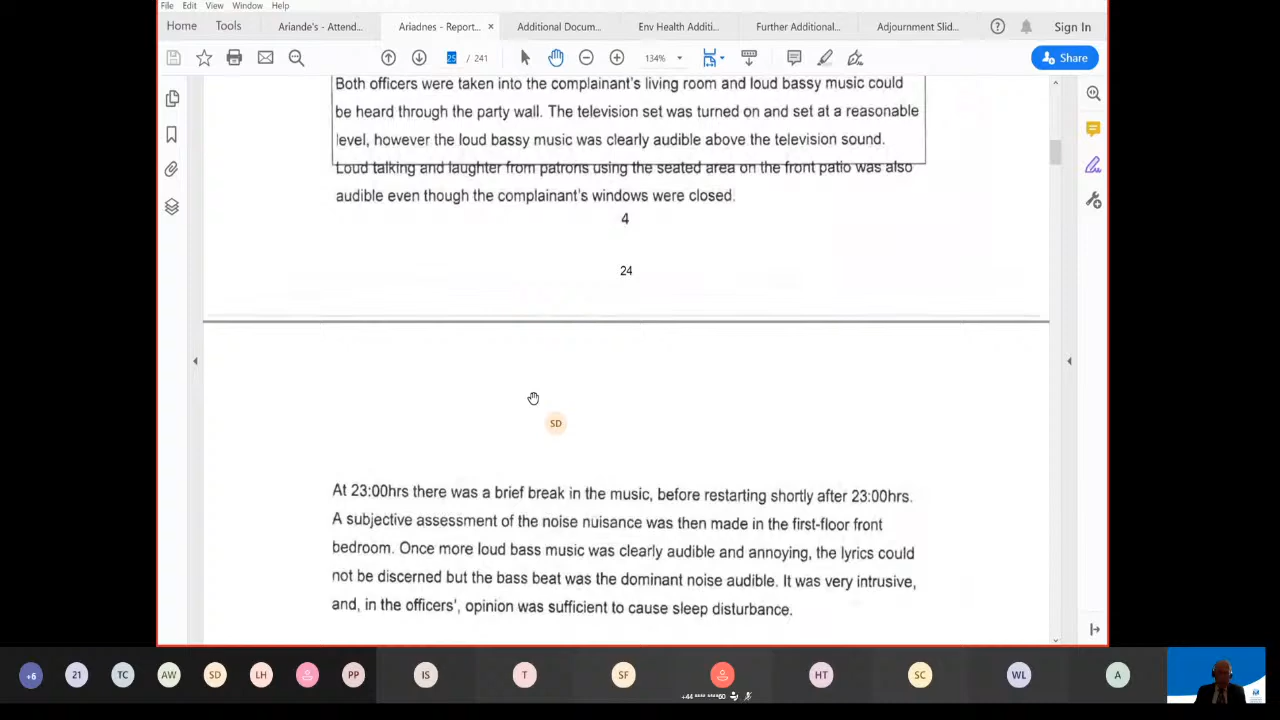 File Edit View Window Help
Home Tools Ariande's - Attend... Ariadnes - Report... × Additional Docum... Env Health Additi... Further Additional... Adjournment Slid... Sign In
25 / 241 134% Share
Both officers were taken into the complainant's living room and loud bassy music could
be heard through the party wall. The television set was turned on and set at a reasonable
level, however the loud bassy music was clearly audible above the television sound.
Loud talking and laughter from patrons using the seated area on the front patio was also
audible even though the complainant's windows were closed.
4
24
SD
At 23:00hrs there was a brief break in the music, before restarting shortly after 23:00hrs.
A subjective assessment of the noise nuisance was then made in the first-floor front
bedroom. Once more loud bass music was clearly audible and annoying, the lyrics could
not be discerned but the bass beat was the dominant noise audible. It was very intrusive,
and, in the officers', opinion was sufficient to cause sleep disturbance.
+6 21 TC AW SD LH PP IS T SF HT SC WL A
+44 **** ****60